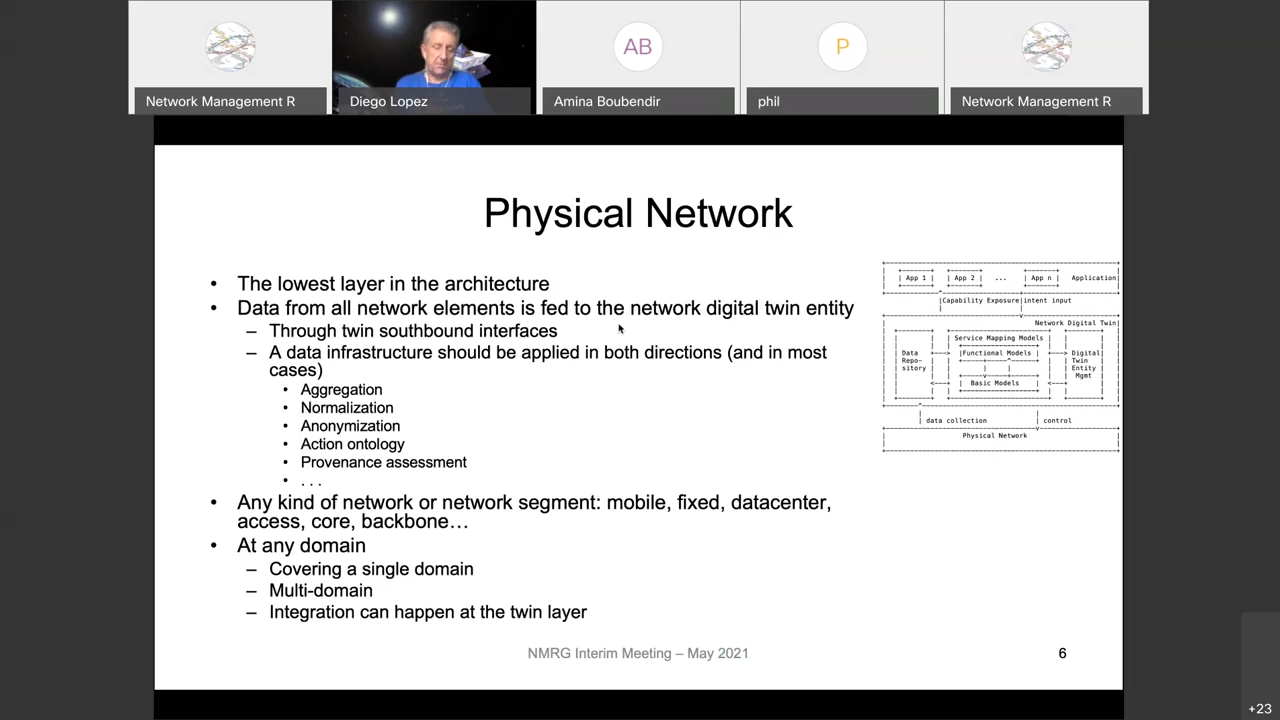 Network Management R
Diego Lopez
AB
Amina Boubendir
P
phil
Network Management R
Physical Network
• The lowest layer in the architecture
• Data from all network elements is fed to the network digital twin entity
– Through twin southbound interfaces
– A data infrastructure should be applied in both directions (and in most
cases)
• Aggregation
• Normalization
• Anonymization
• Action ontology
• Provenance assessment
• . . .
• Any kind of network or network segment: mobile, fixed, datacenter,
access, core, backbone…
• At any domain
– Covering a single domain
– Multi-domain
– Integration can happen at the twin layer
App 1 App 2 ... App n Application
Capability Exposure intent input
Network Digital Twin
Service Mapping Models
Data Functional Models Digital
Repo- Twin
sitory Entity
Mgmt
Basic Models
data collection control
Physical Network
NMRG Interim Meeting – May 2021
6
+23